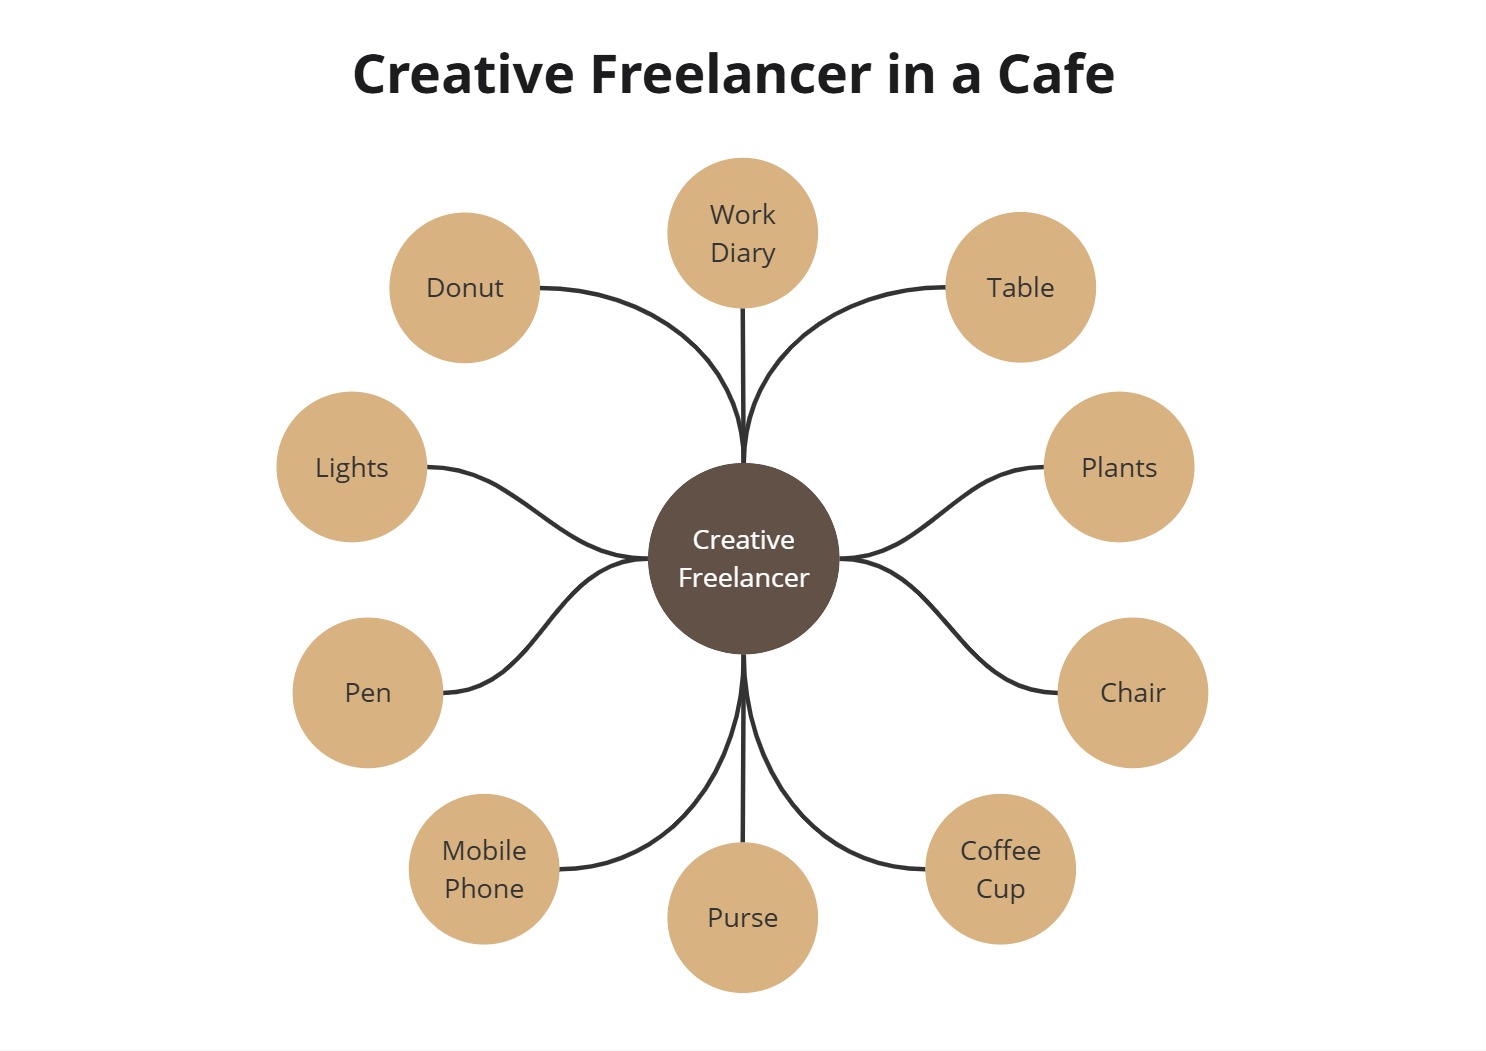 Creative Freelancer in a Cafe
Work
Diary
Donut
Table
Lights
Plants
Creative
Freelancer
Pen
Chair
Mobile
Phone
Coffee
Cup
Purse